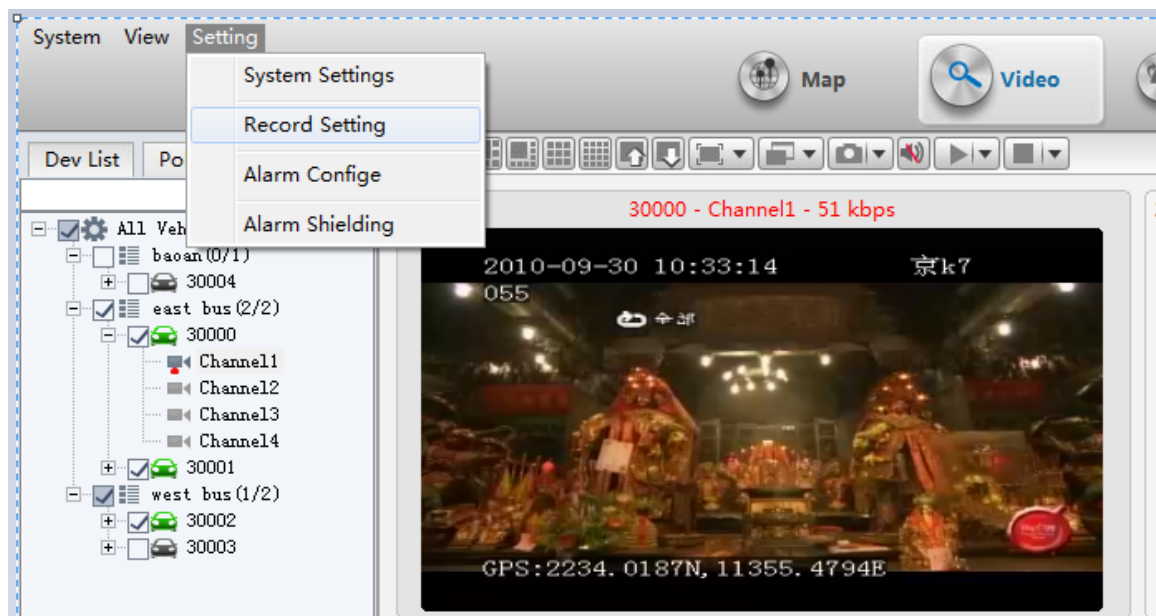 System View Setting
System Settings
Record Setting
Alarm Confige
Alarm Shielding
Map
Video
Dev List
Po
All Veh
baoan(0/1)
30004
east bus(2/2)
30000
Channel1
Channel2
Channel3
Channel4
30001
west bus(1/2)
30002
30003
30000 - Channel1 - 51 kbps
2010-09-30 10:33:14 京k7
055
全部
GPS:2234.0187N,11355.4794E